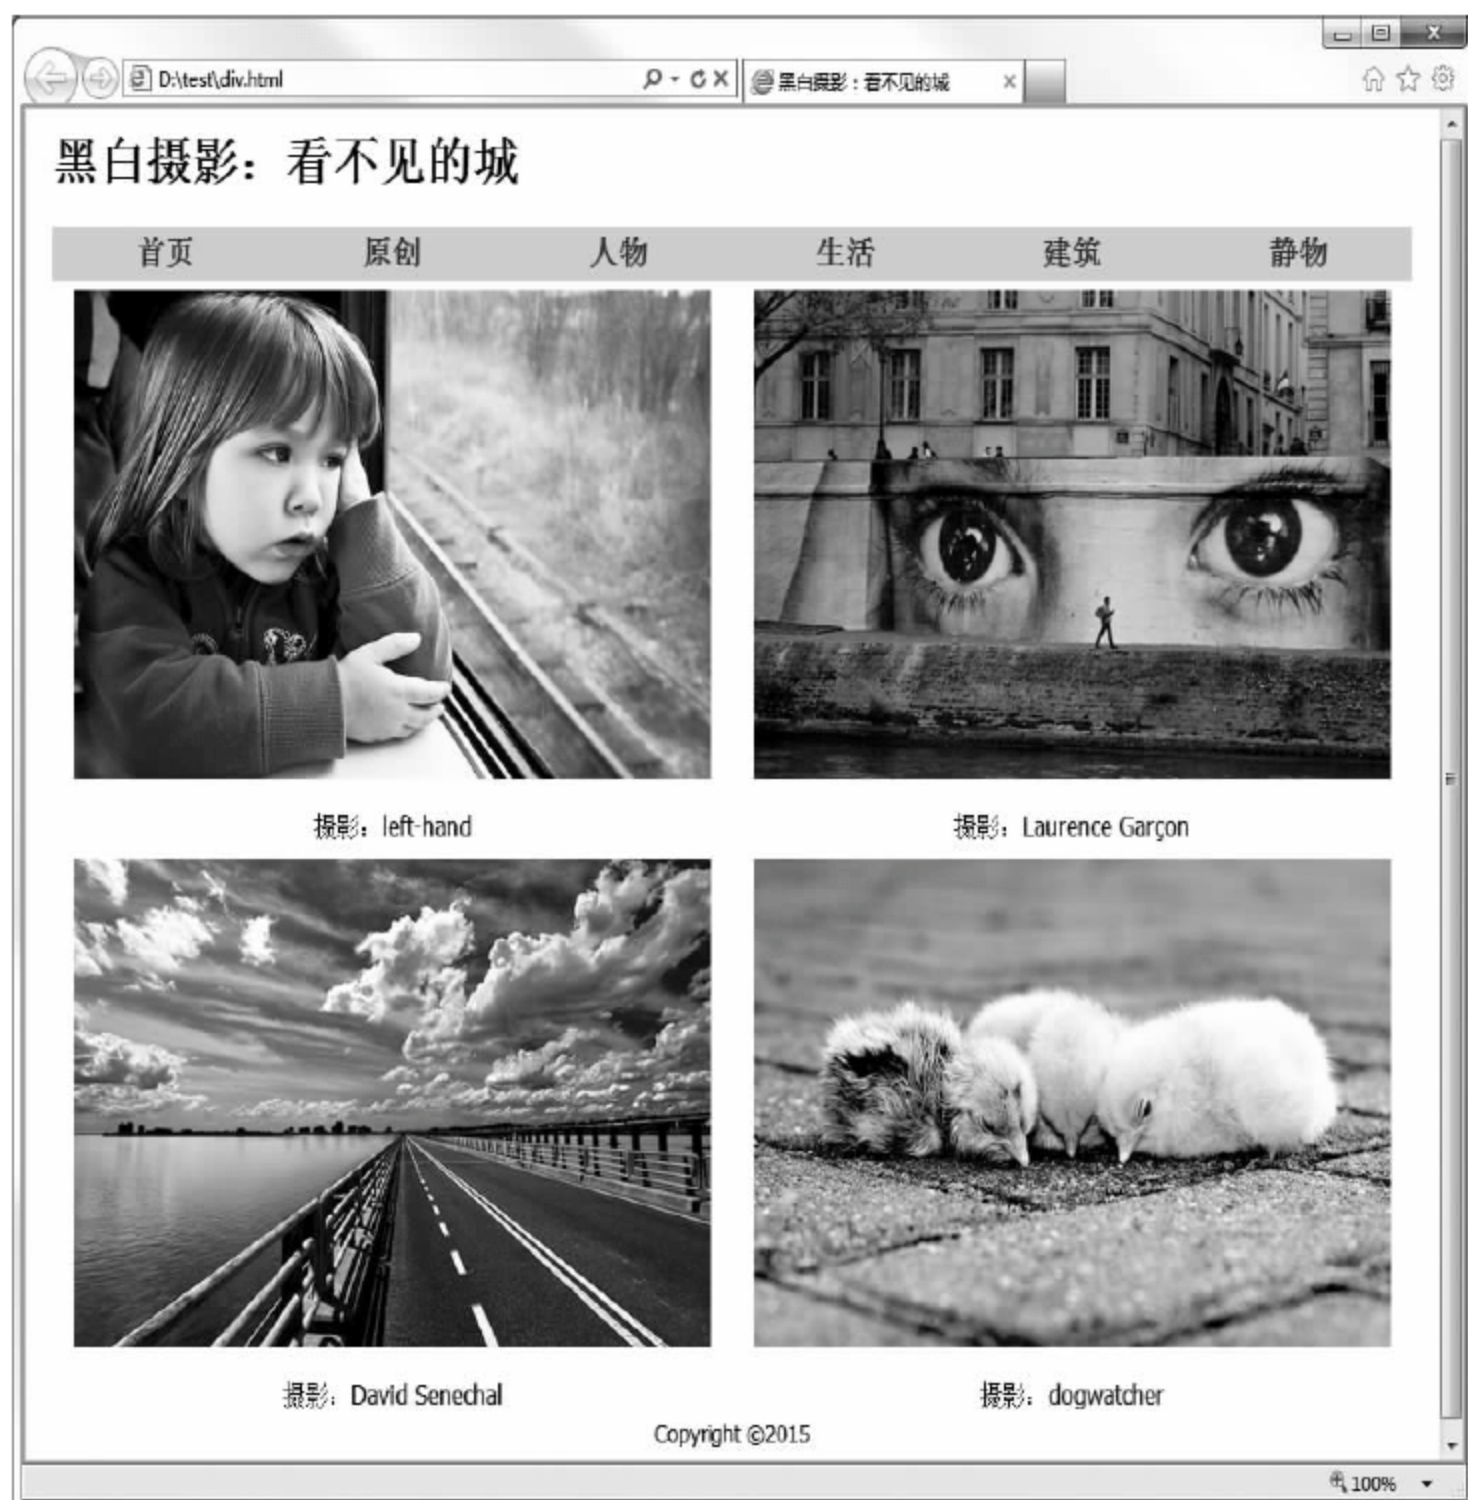 D:\test\div.html
黑白摄影：看不见的城
黑白摄影：看不见的城
首页 原创 人物 生活 建筑 静物
摄影：left-hand 摄影：Laurence Garçon
摄影：David Senechal 摄影：dogwatcher
Copyright ©2015
100%